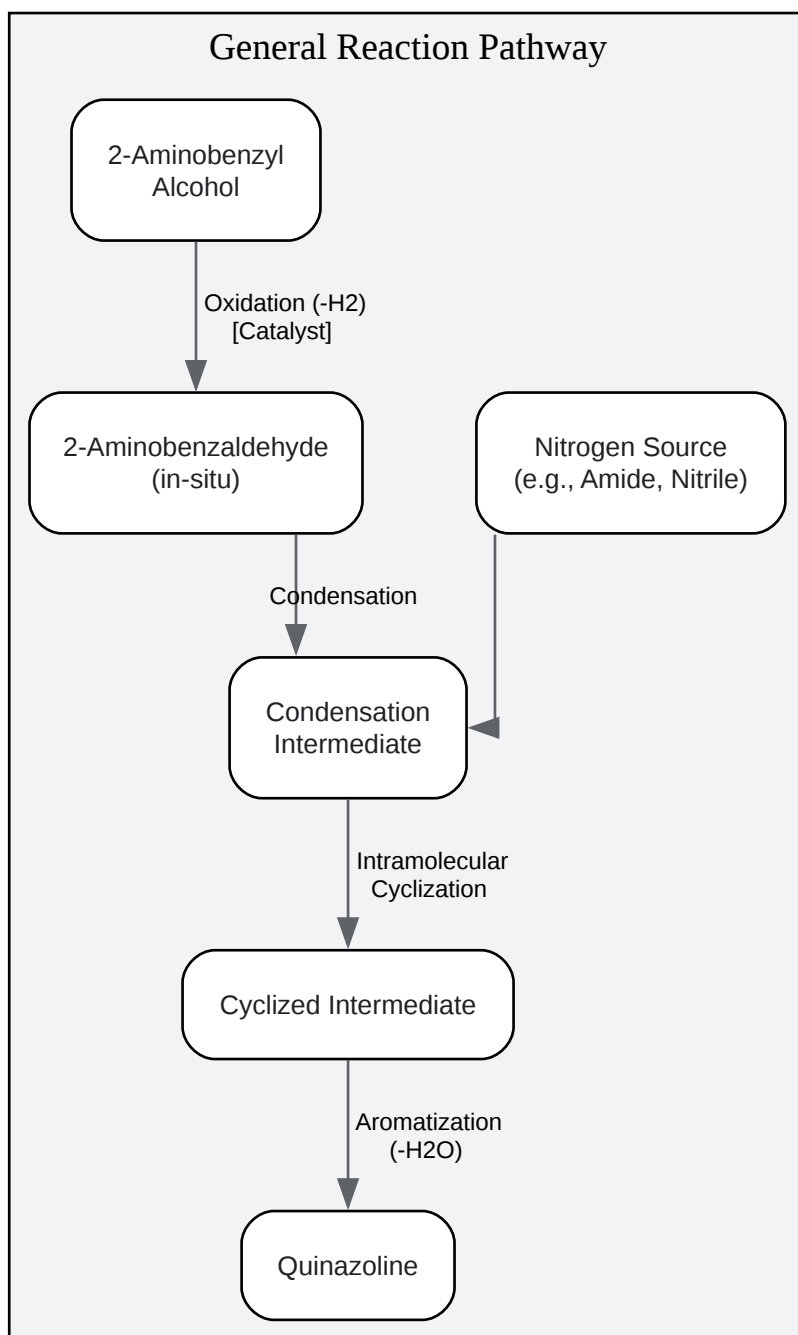 General Reaction Pathway
2-Aminobenzyl
Alcohol
Oxidation (-H2)
[Catalyst]
2-Aminobenzaldehyde
(in-situ)
Nitrogen Source
(e.g., Amide, Nitrile)
Condensation
Condensation
Intermediate
Intramolecular
Cyclization
Cyclized Intermediate
Aromatization
(-H2O)
Quinazoline